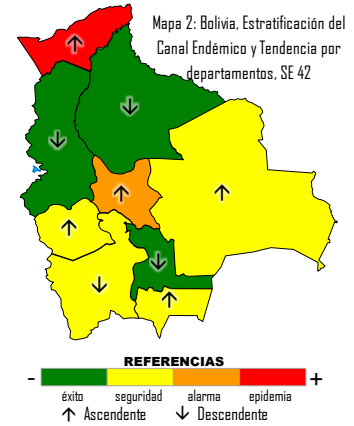 Mapa 2: Bolivia, Estratificación del
Canal Endémico y Tendencia por
departamentos, SE 42
REFERENCIAS
- +
éxito seguridad alarma epidemia
↑ Ascendente ↓ Descendente